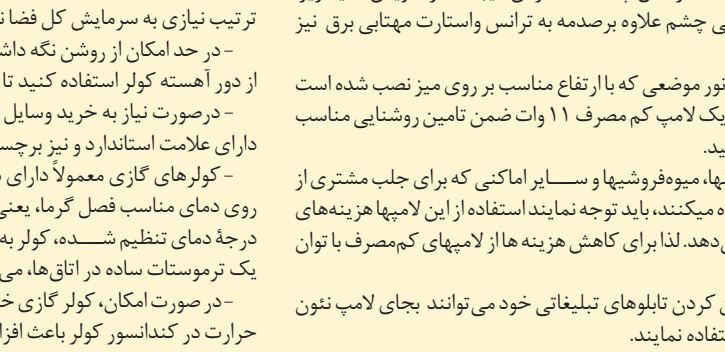 ی چشم علاوه برصدمه به ترانس واستارت مهتابی برق نیز
نور موضعی که با ارتفاع مناسب بر روی میز نصب شده است
یک لامپ کم مصرف ۱۱ وات ضمن تامین روشنایی مناسب
ید.
نها، میوه‌فروشیها و ســـایر اماکنی که برای جلب مشتری از
ه میکنند، باید توجه نمایند استفاده از این لامپها هزینه‌های
‌دهد. لذا برای کاهش هزینه ها از لامپهای کم‌مصرف با توان
ن کردن تابلوهای تبلیغاتی خود می‌توانند بجای لامپ نئون
ستفاده نمایند.
ترتیب نیازی به سرمایش کل فضا ن
-در حد امکان از روشن نگه داش
از دور آهسته کولر استفاده کنید تا
-درصورت نیاز به خرید وسایل
دارای علامت استاندارد و نیز برچس
-کولرهای گازی معمولاً دارای
روی دمای مناسب فصل گرما، یعنی
درجهٔ دمای تنظیم شـــده، کولر به
یک ترموستات ساده در اتاق‌ها، می
-در صورت امکان، کولر گازی خ
حرارت در کندانسور کولر باعث افزا